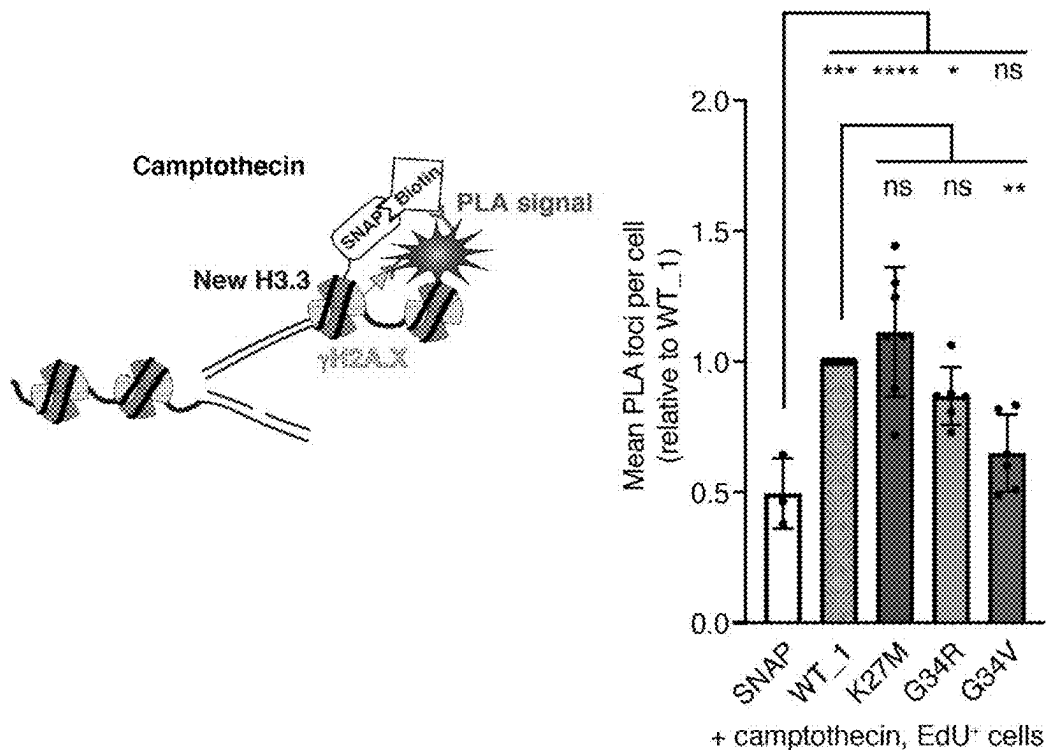 Camptothecin
SNAP
Biotin
PLA signal
New H3.3
γH2A.X
*** **** * ns
ns ns **
Mean PLA foci per cell
(relative to WT_1)
2.0
1.5
1.0
0.5
0.0
SNAP
WT_1
K27M
G34R
G34V
+ camptothecin, EdU⁺ cells